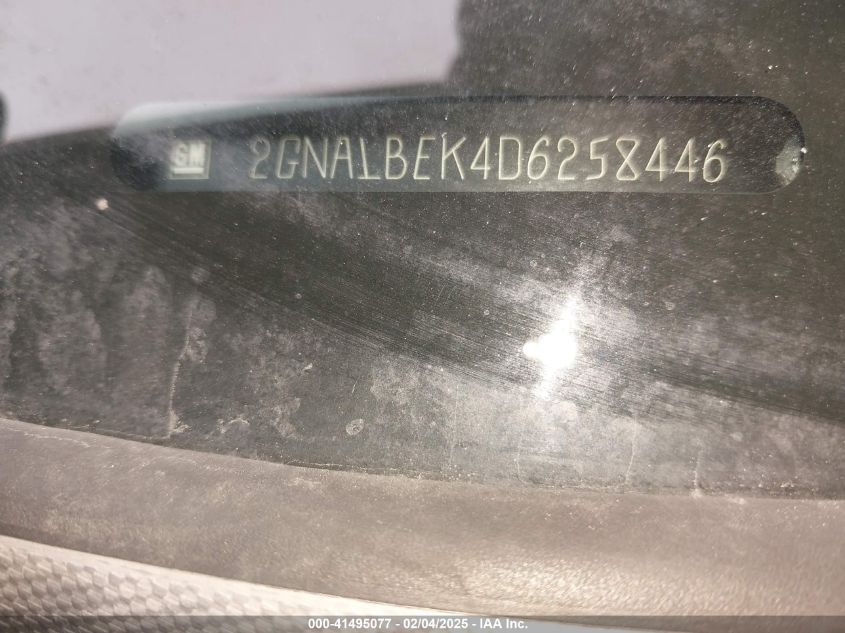 GM 2GNALBEK4D6258446
000-41495077 - 02/04/2025 - IAA Inc.